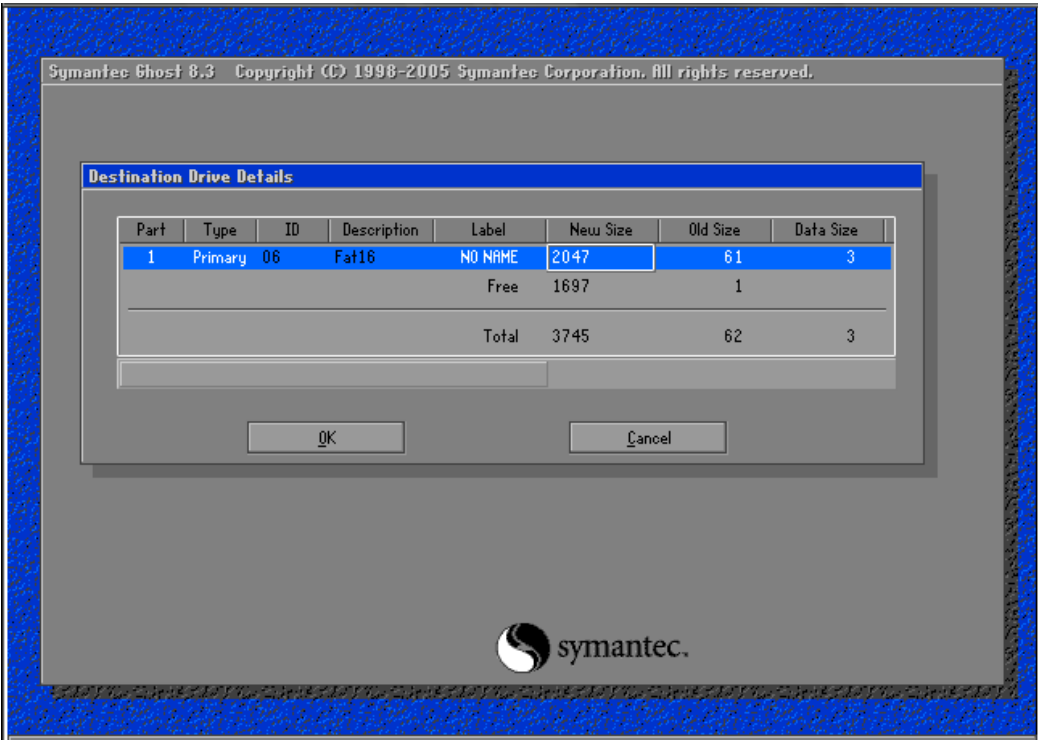 Symantec Ghost 8.3 Copyright (C) 1998-2005 Symantec Corporation. All rights reserved.
Destination Drive Details
Part Type ID Description Label New Size Old Size Data Size
1 Primary 06 Fat16 NO NAME 2047 61 3
Free 1697 1
Total 3745 62 3
OK Cancel
symantec.